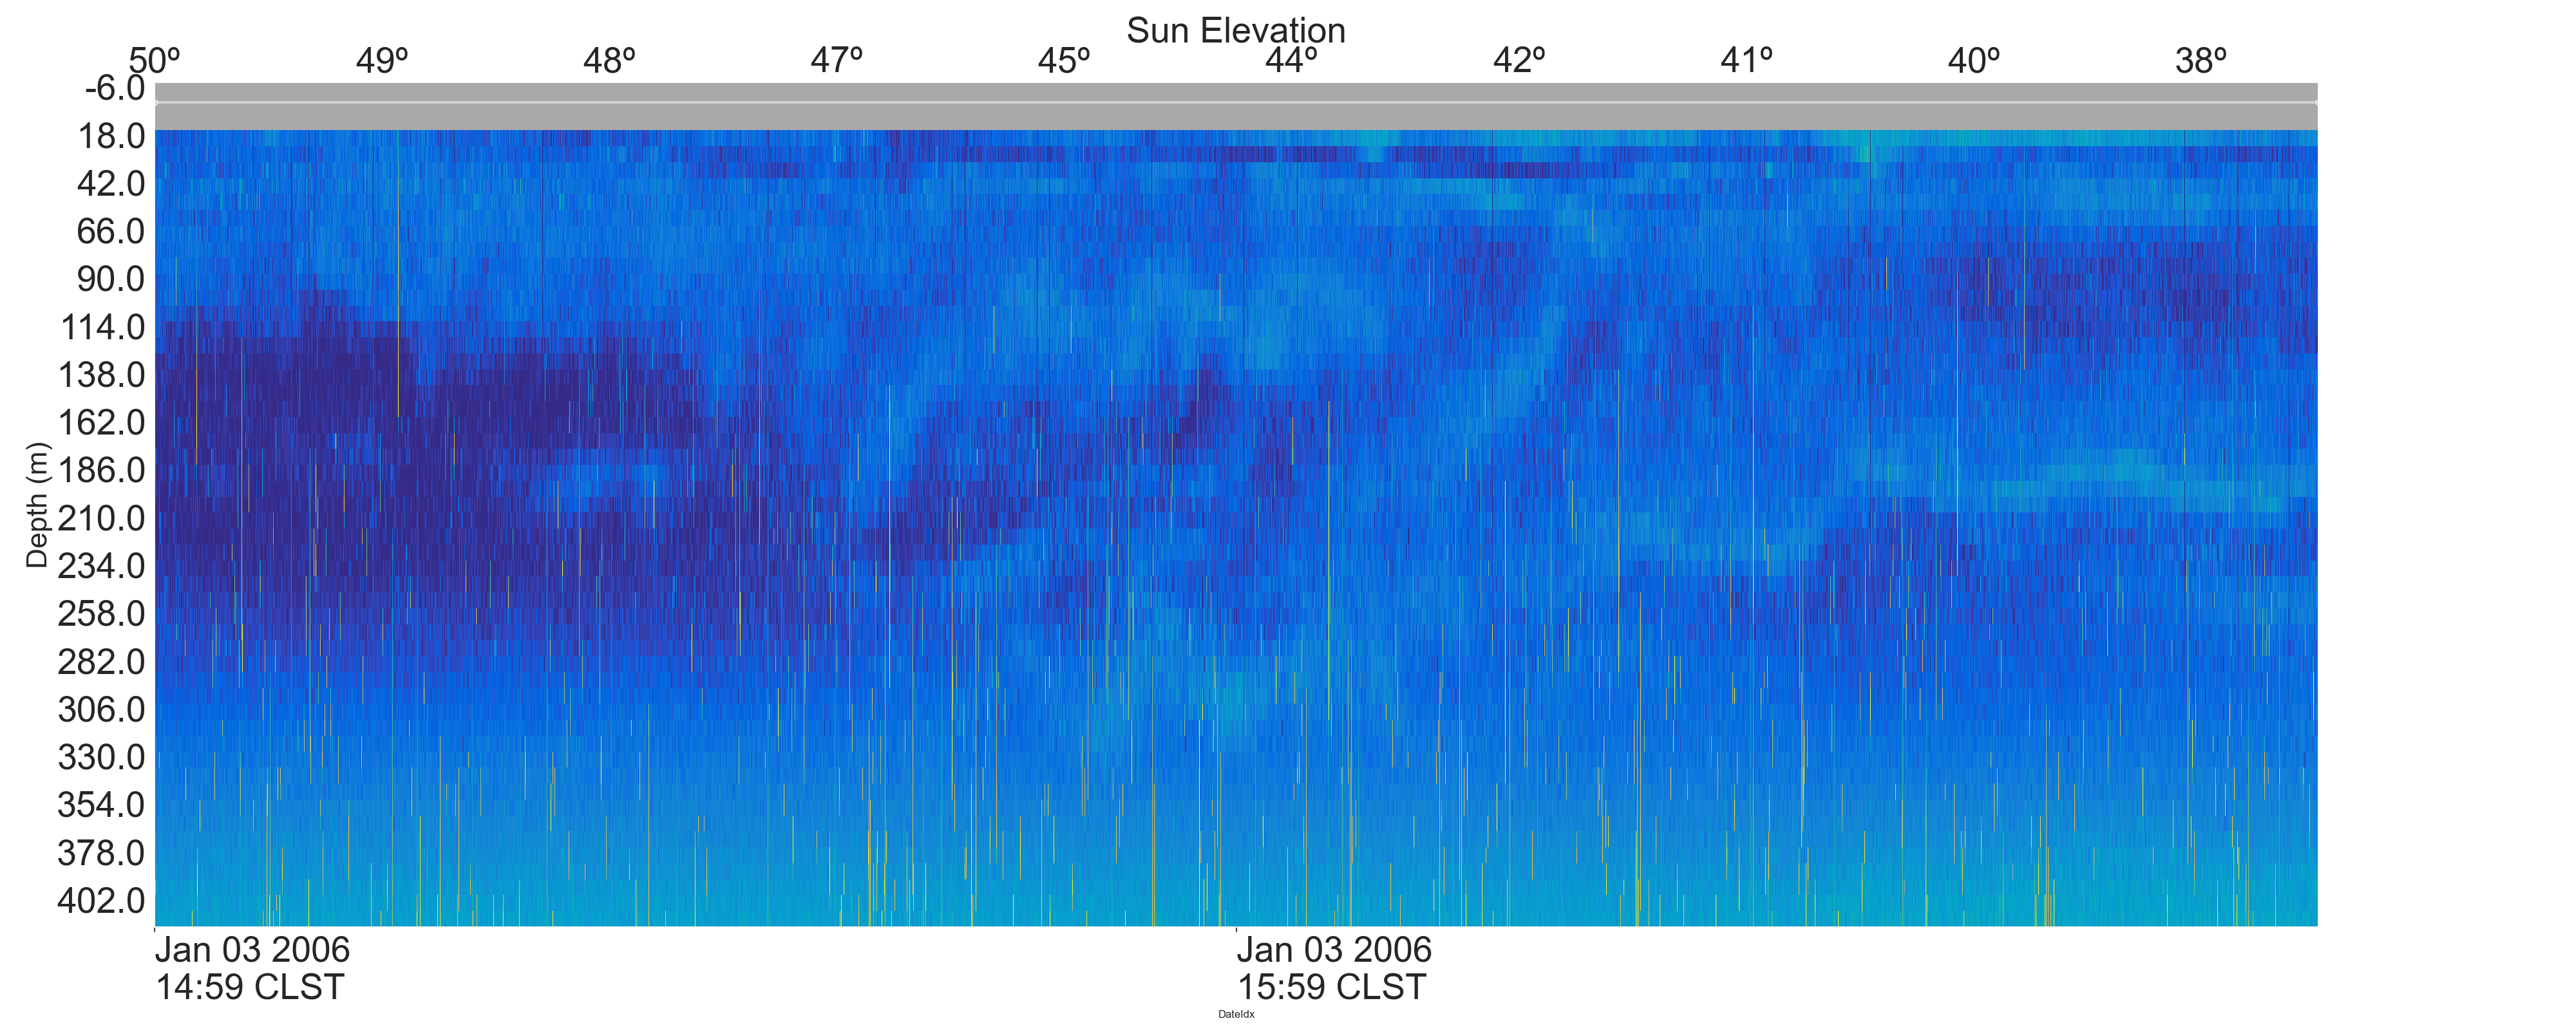 Sun Elevation
50º 49º 48º 47º 45º 44º 42º 41º 40º 38º
-6.0
18.0
42.0
66.0
90.0
114.0
138.0
162.0
186.0
210.0
234.0
258.0
282.0
306.0
330.0
354.0
378.0
402.0
Depth (m)
Jan 03 2006
14:59 CLST
Jan 03 2006
15:59 CLST
DateIdx